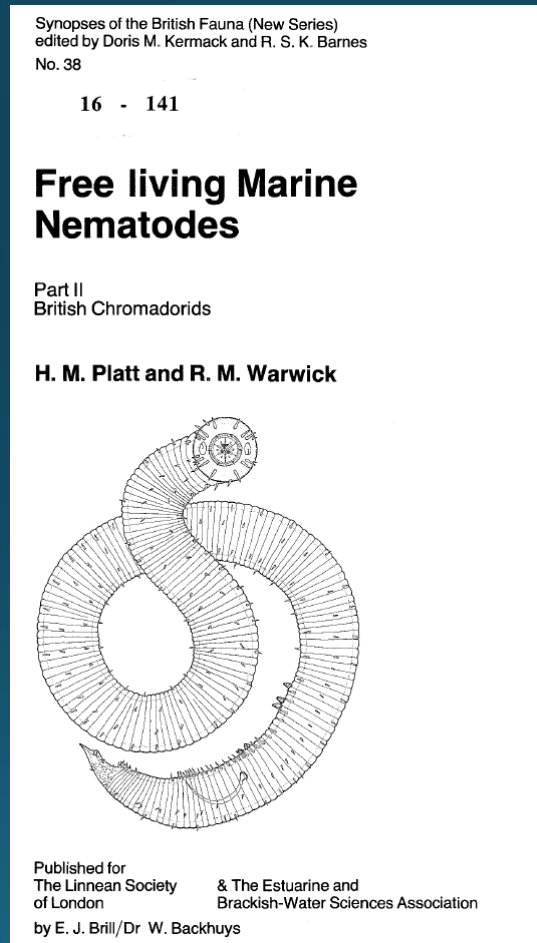 Synopses of the British Fauna (New Series)
edited by Doris M. Kermack and R. S. K. Barnes
No. 38
16 - 141
Free living Marine
Nematodes
Part II
British Chromadorids
H. M. Platt and R. M. Warwick
Published for
The Linnean Society & The Estuarine and
of London Brackish-Water Sciences Association
by E. J. Brill/Dr W. Backhuys